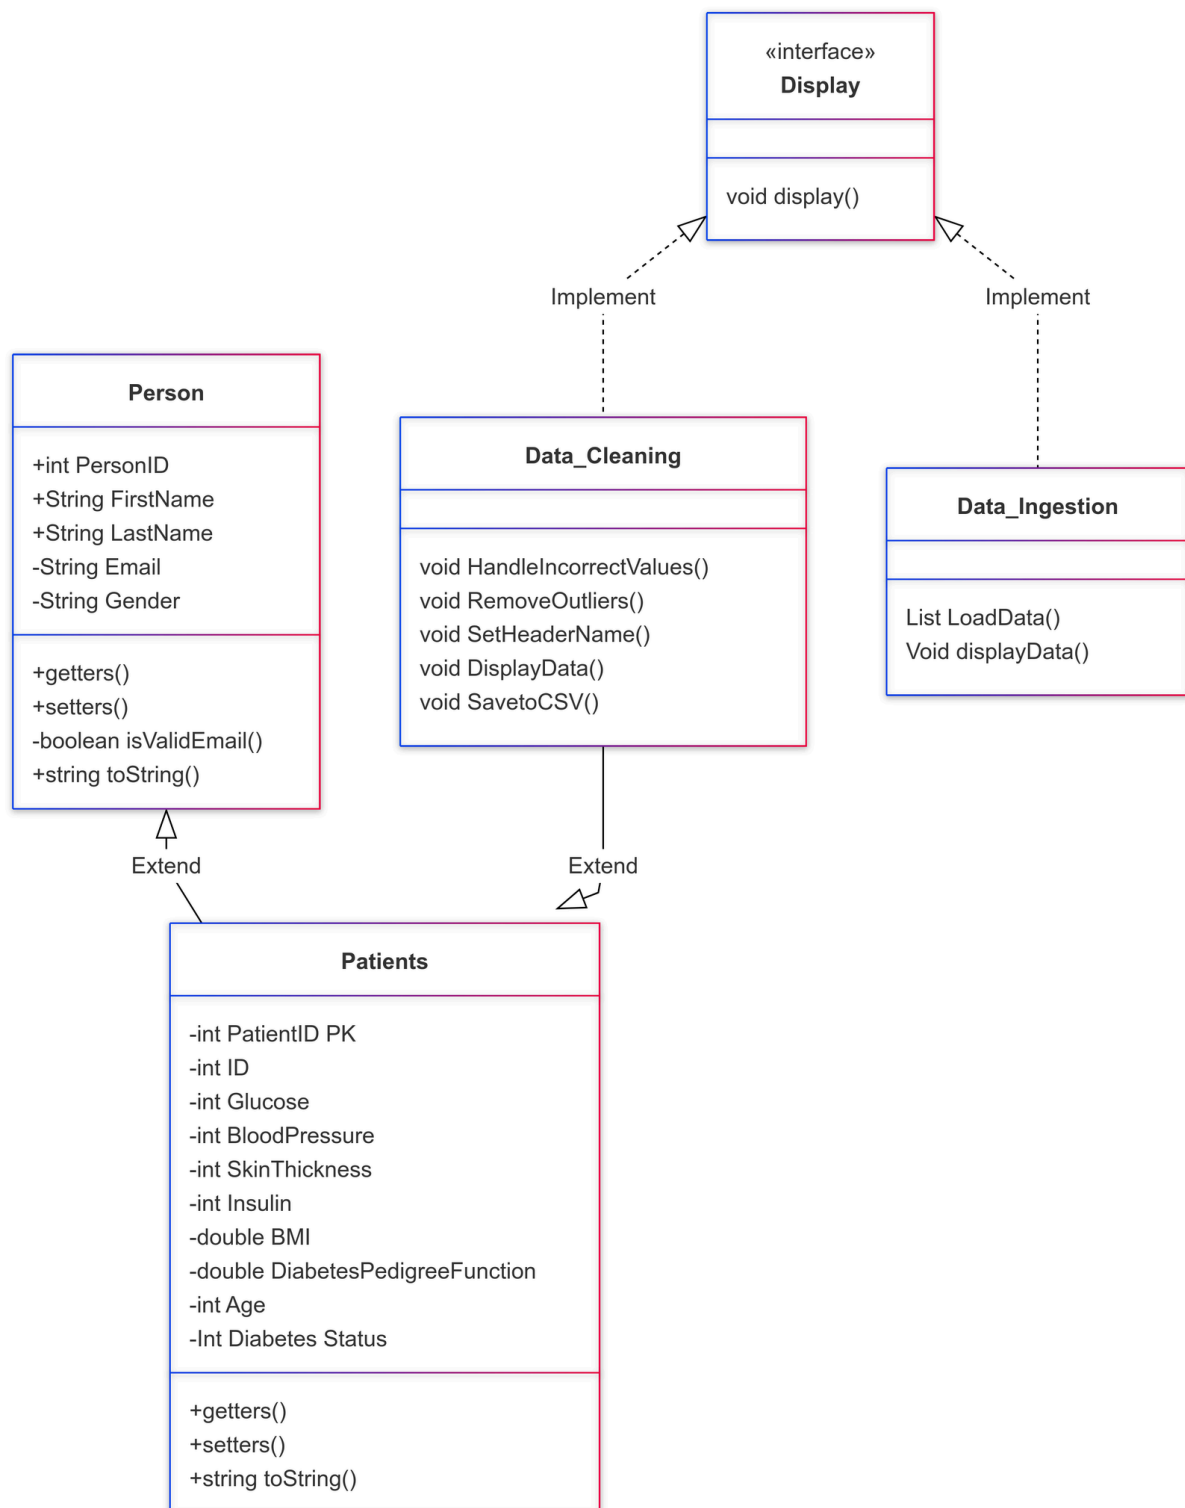 «interface»
Display
void display()
Implement
Implement
Person
+int PersonID
+String FirstName
+String LastName
-String Email
-String Gender
+getters()
+setters()
-boolean isValidEmail()
+string toString()
Data_Cleaning
void HandleIncorrectValues()
void RemoveOutliers()
void SetHeaderName()
void DisplayData()
void SavetoCSV()
Data_Ingestion
List LoadData()
Void displayData()
Extend
Extend
Patients
-int PatientID PK
-int ID
-int Glucose
-int BloodPressure
-int SkinThickness
-int Insulin
-double BMI
-double DiabetesPedigreeFunction
-int Age
-Int Diabetes Status
+getters()
+setters()
+string toString()